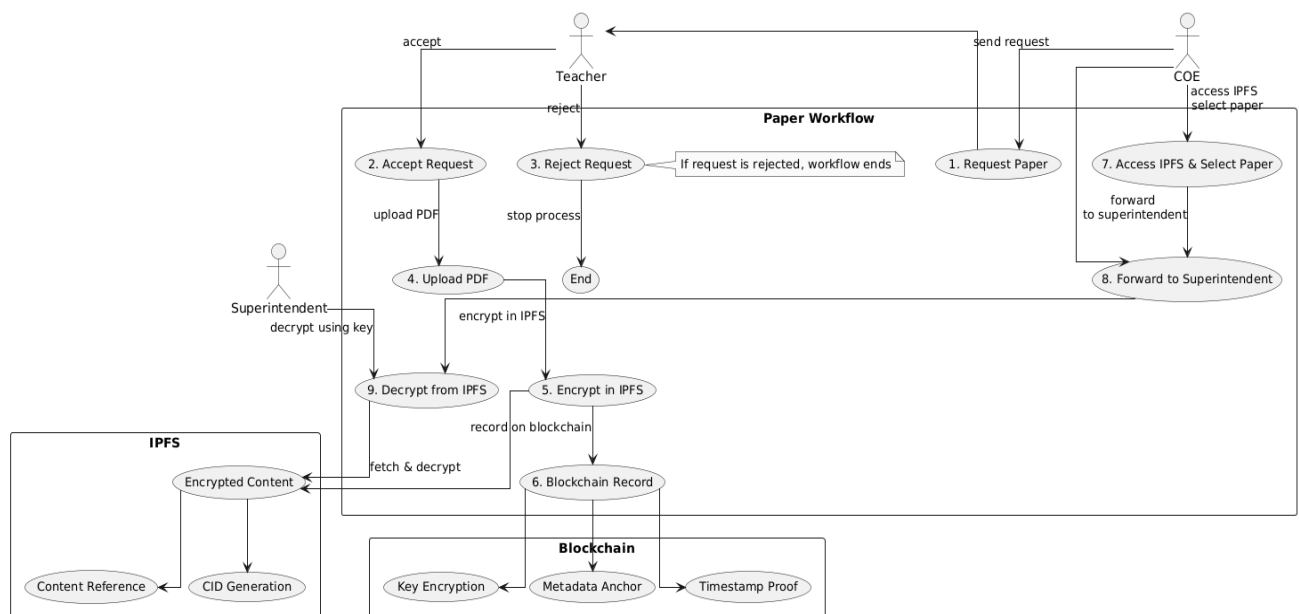 accept
send request
Teacher
COE
access IPFS
select paper
reject
Paper Workflow
2. Accept Request
3. Reject Request
If request is rejected, workflow ends
1. Request Paper
7. Access IPFS & Select Paper
upload PDF
stop process
forward
to superintendent
4. Upload PDF
End
8. Forward to Superintendent
Superintendent
decrypt using key
encrypt in IPFS
9. Decrypt from IPFS
5. Encrypt in IPFS
record on blockchain
IPFS
fetch & decrypt
Encrypted Content
6. Blockchain Record
Blockchain
Content Reference
CID Generation
Key Encryption
Metadata Anchor
Timestamp Proof